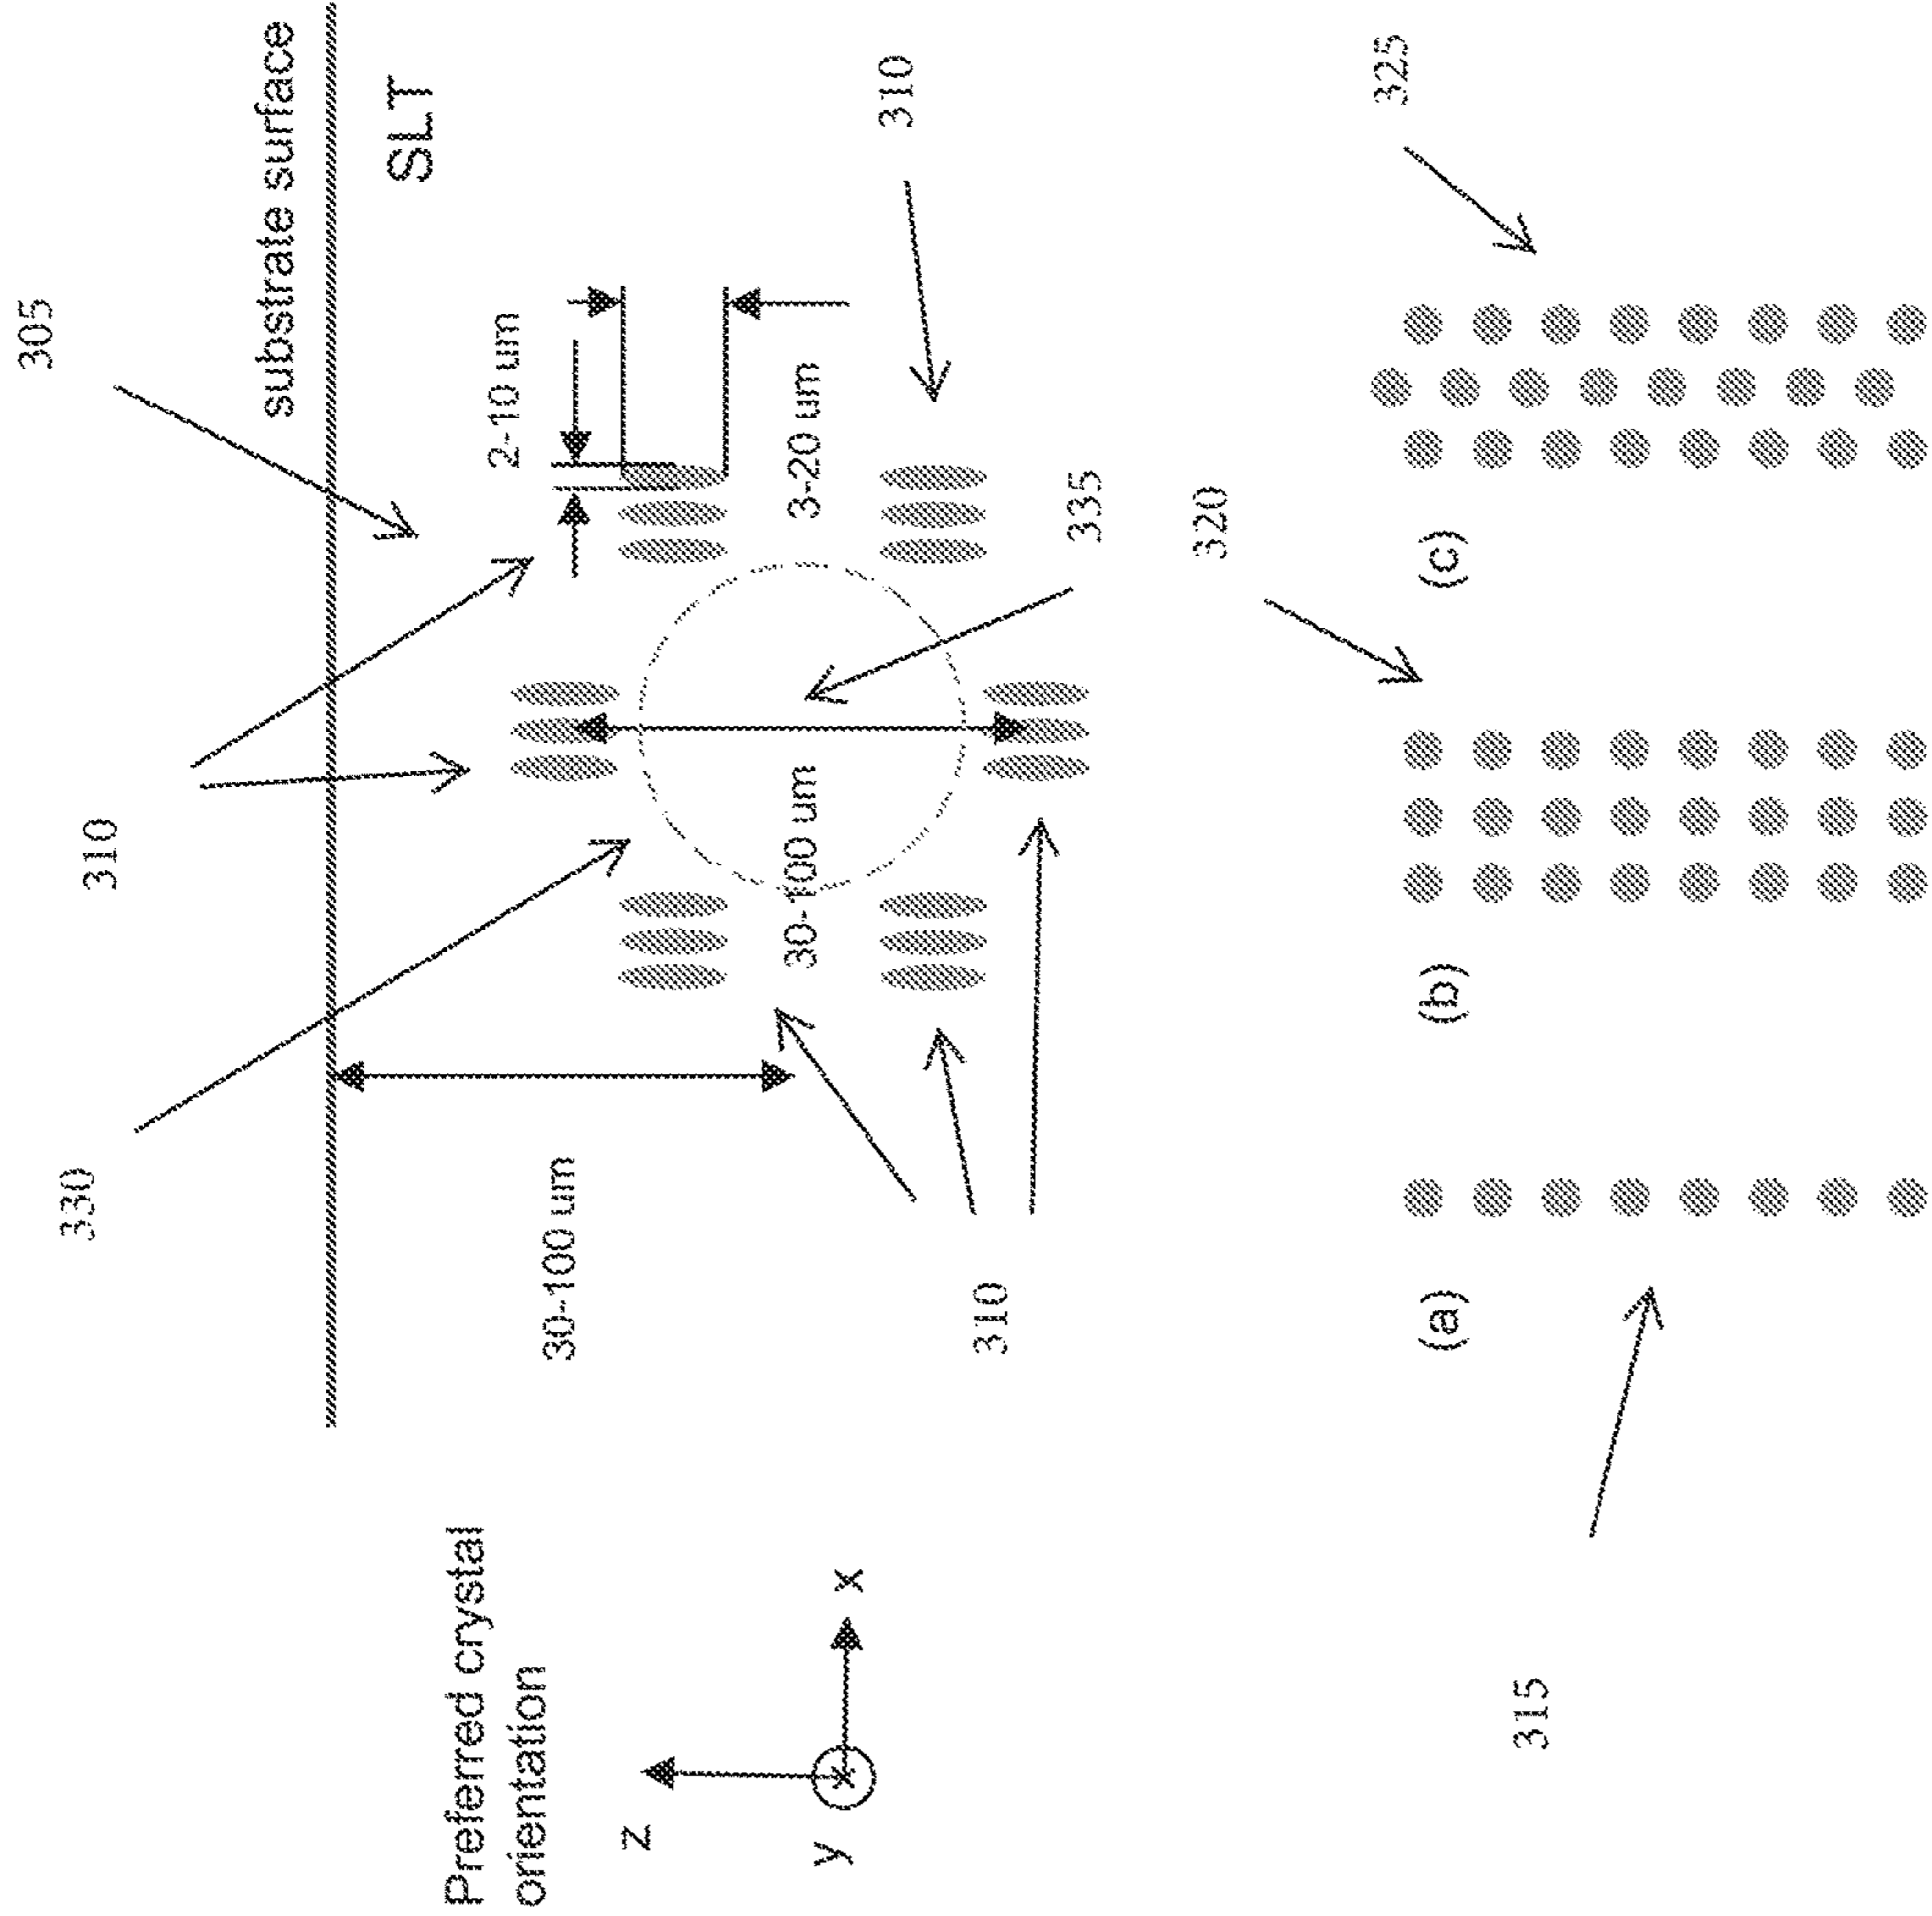 305
substrate surface
330
310
SLT
2-10 um
310
Preferred crystal
orientation
30-100 um
z
y
x
30-100 um
3-20 um
310
335
320
325
(a)
(b)
(c)
315